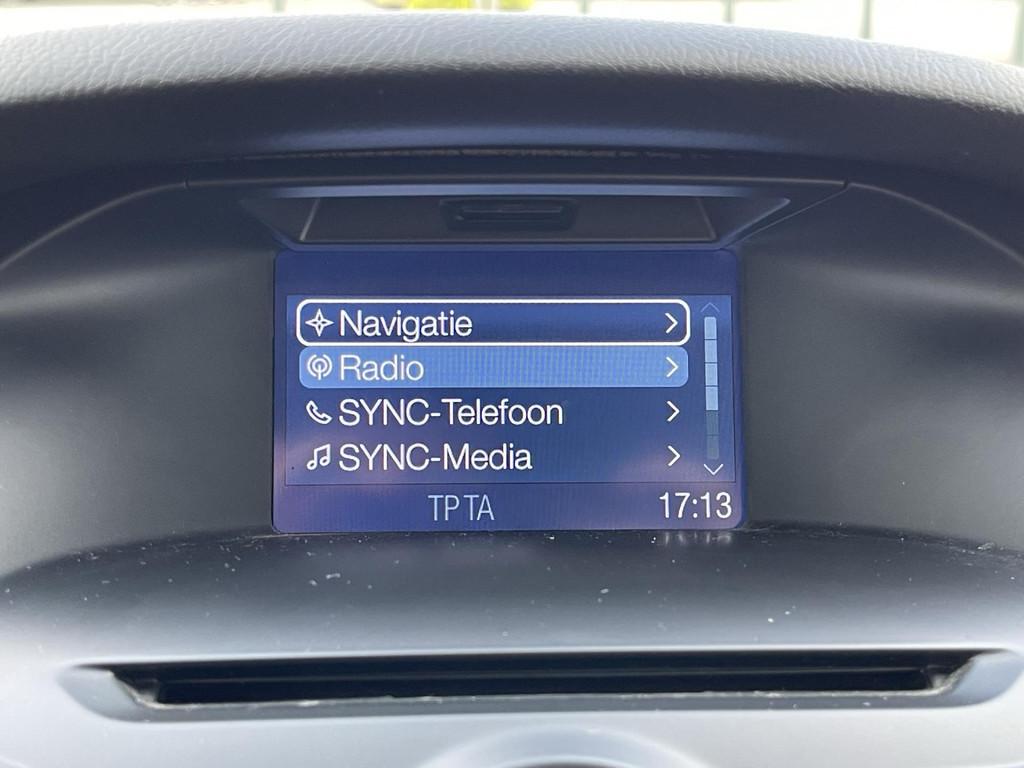 Navigatie
Radio
SYNC-Telefoon
SYNC-Media
TP TA 17:13